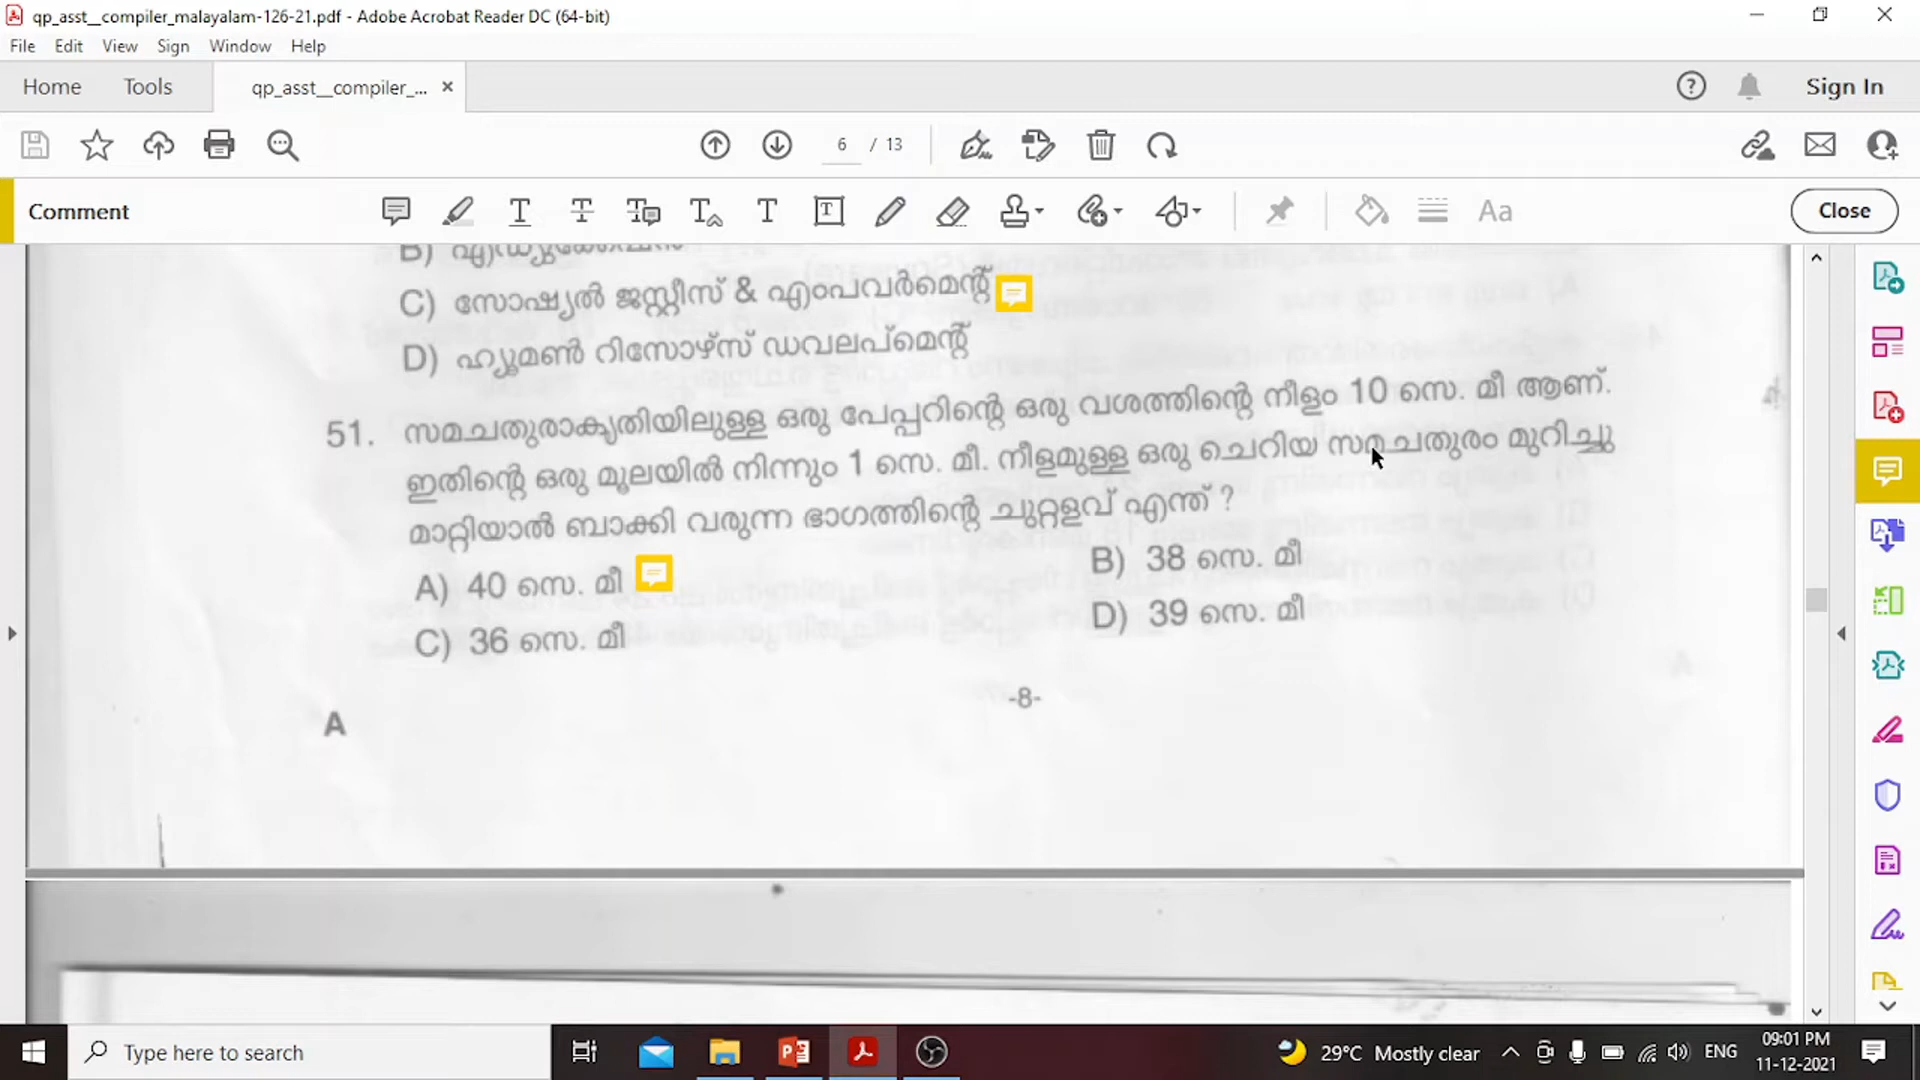 qp_asst__compiler_malayalam-126-21.pdf - Adobe Acrobat Reader DC (64-bit)
File Edit View Sign Window Help
Home Tools qp_asst__compiler_... × Sign In
6 / 13
Comment Close
B) എഡ്യുക്കേഷൻ
C) സോഷ്യൽ ജസ്റ്റീസ് & എംപവർമെന്റ്
D) ഹ്യൂമൺ റിസോഴ്സ് ഡവലപ്മെന്റ്
51. സമചതുരാകൃതിയിലുള്ള ഒരു പേപ്പറിന്റെ ഒരു വശത്തിന്റെ നീളം 10 സെ. മീ ആണ്.
ഇതിന്റെ ഒരു മൂലയിൽ നിന്നും 1 സെ. മീ. നീളമുള്ള ഒരു ചെറിയ സമചതുരം മുറിച്ചു
മാറ്റിയാൽ ബാക്കി വരുന്ന ഭാഗത്തിന്റെ ചുറ്റളവ് എന്ത് ?
A) 40 സെ. മീ B) 38 സെ. മീ
C) 36 സെ. മീ D) 39 സെ. മീ
-8-
A
Type here to search 29°C Mostly clear ENG 09:01 PM
11-12-2021